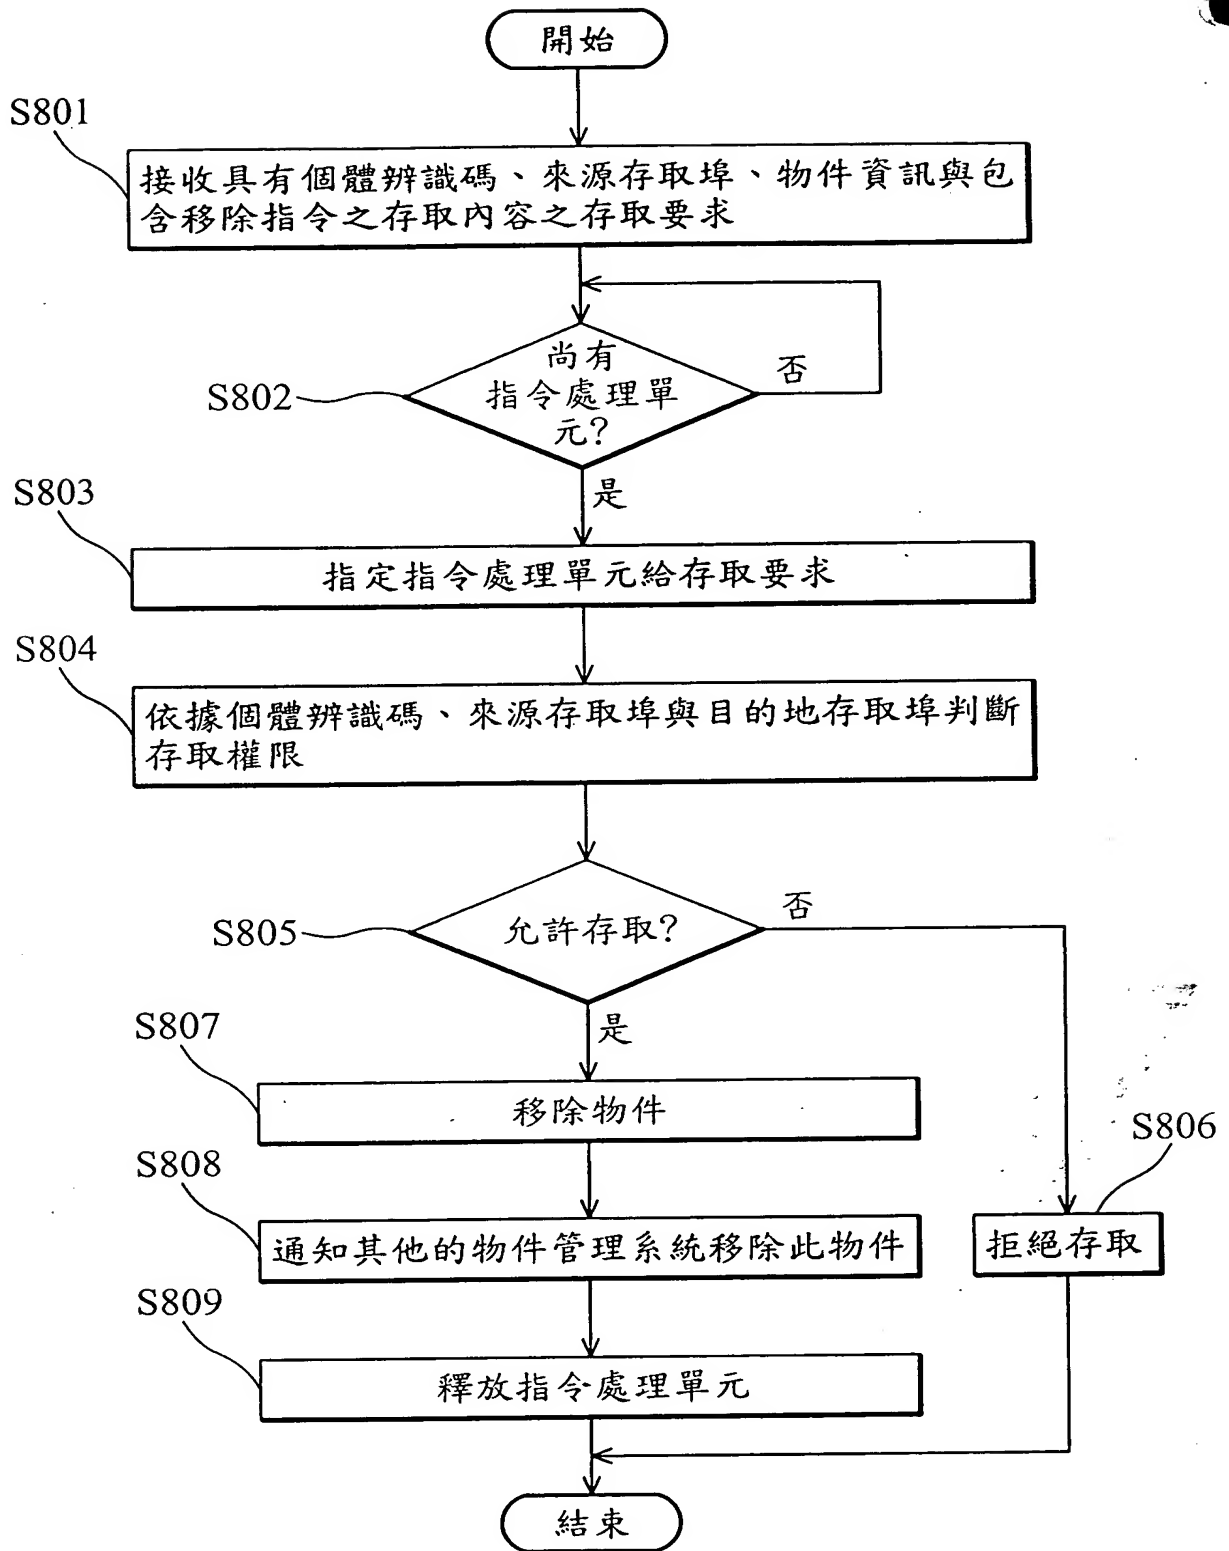 開始
S801
接收具有個體辨識碼、來源存取埠、物件資訊與包
含移除指令之存取內容之存取要求
尚有
指令處理單
元?
否
S802
是
S803
指定指令處理單元給存取要求
S804
依據個體辨識碼、來源存取埠與目的地存取埠判斷
存取權限
否
S805
允許存取?
是
S807
移除物件
S806
S808
通知其他的物件管理系統移除此物件
拒絕存取
S809
釋放指令處理單元
結束